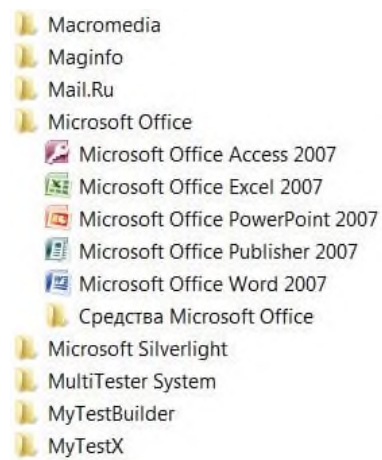 Macromedia
Maginfo
Mail.Ru
Microsoft Office
Microsoft Office Access 2007
Microsoft Office Excel 2007
Microsoft Office PowerPoint 2007
Microsoft Office Publisher 2007
Microsoft Office Word 2007
Средства Microsoft Office
Microsoft Silverlight
MultiTester System
MyTestBuilder
MyTestX